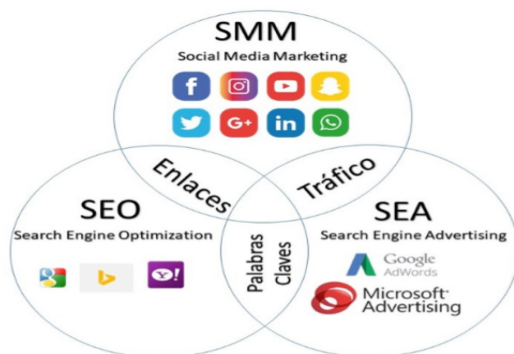 SMM
Social Media Marketing
Enlaces
Tráfico
SEO
Search Engine Optimization
Y!
Palabras
Claves
SEA
Search Engine Advertising
Google
AdWords
Microsoft
Advertising
f
G+
in